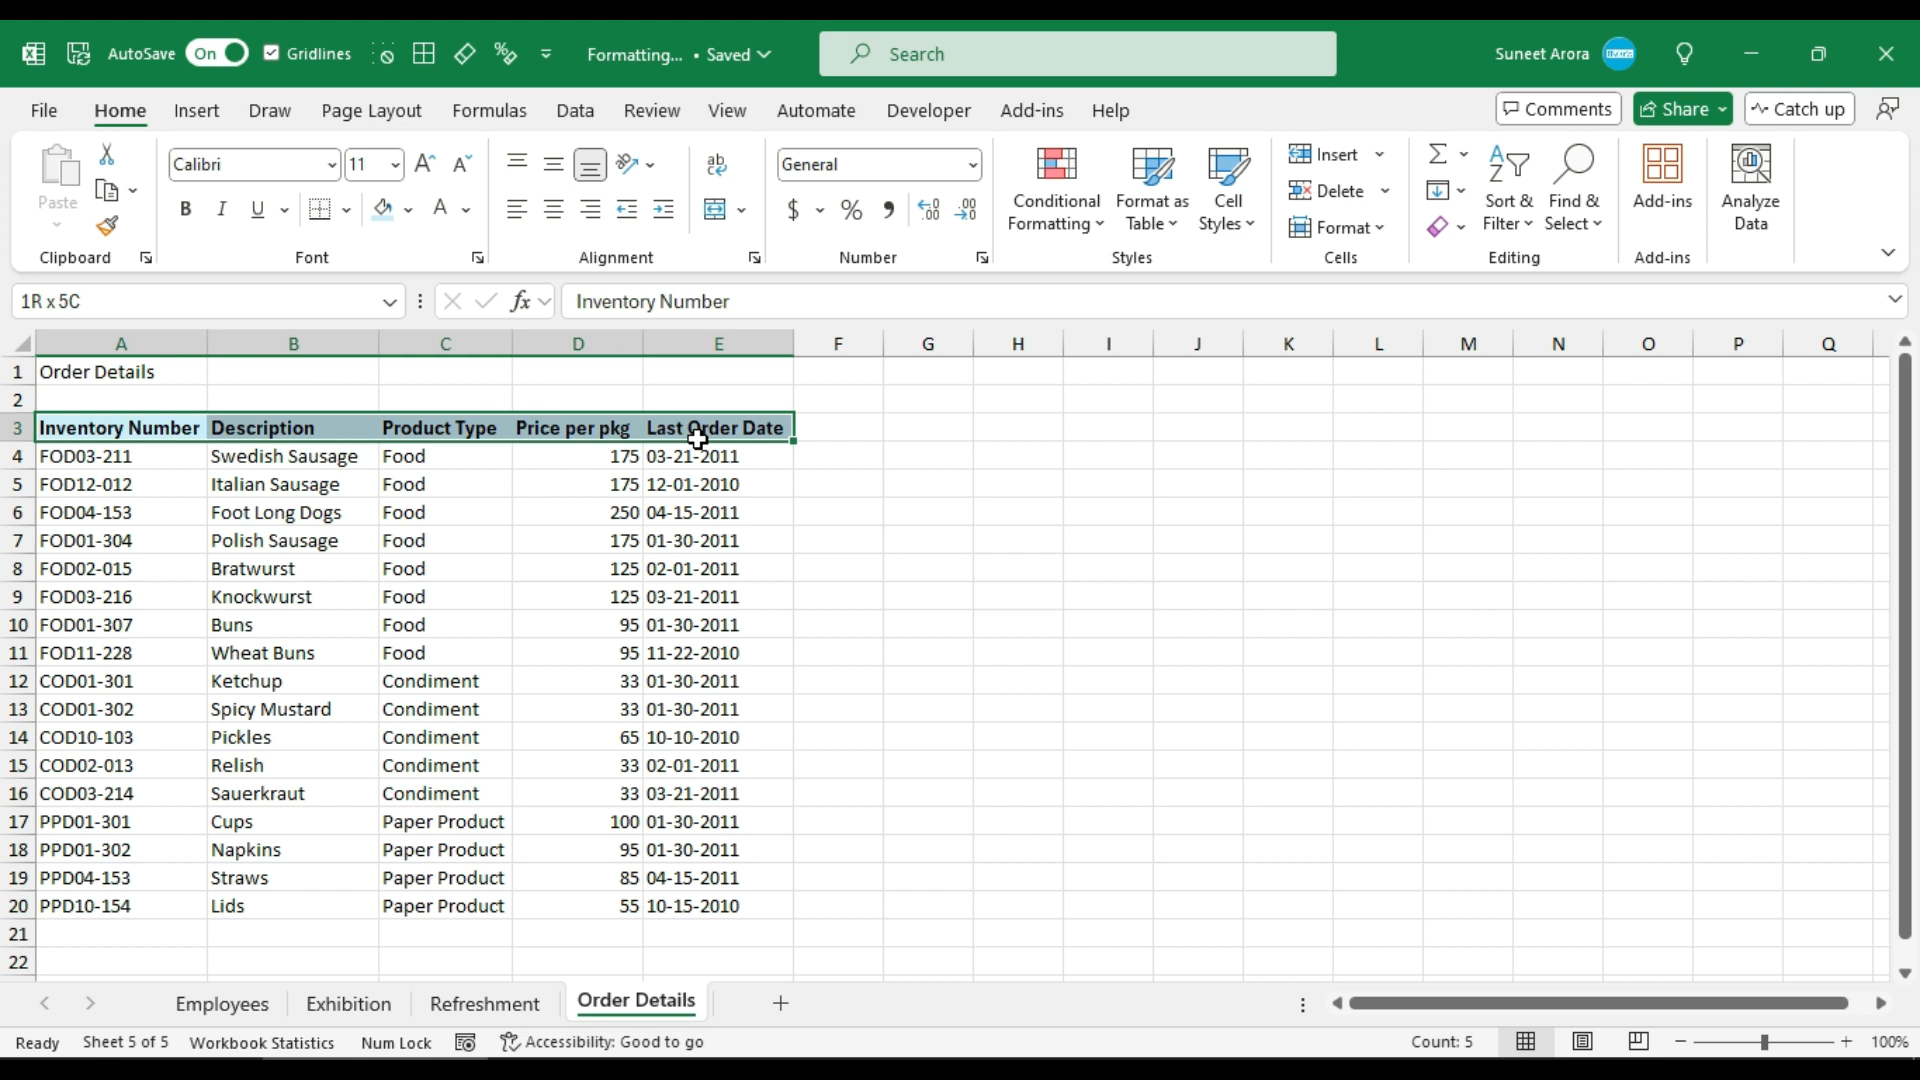 AutoSave On Gridlines Formatting... • Saved Search Suneet Arora
File Home Insert Draw Page Layout Formulas Data Review View Automate Developer Add-ins Help Comments Share Catch up
Paste
Clipboard
Calibri 11
B I U A
Font
ab
Alignment
General
$ % 9 .00 .00
Number
Conditional Formatting
Format as Table
Cell Styles
Styles
Insert
Delete
Format
Cells
Σ
Sort & Filter
Find & Select
Editing
Add-ins
Add-ins
Analyze Data
1R x 5C fx Inventory Number
A B C D E F G H I J K L M N O P Q
1 Order Details
2
3 Inventory Number Description Product Type Price per pkg Last Order Date
4 FOD03-211 Swedish Sausage Food 175 03-21-2011
5 FOD12-012 Italian Sausage Food 175 12-01-2010
6 FOD04-153 Foot Long Dogs Food 250 04-15-2011
7 FOD01-304 Polish Sausage Food 175 01-30-2011
8 FOD02-015 Bratwurst Food 125 02-01-2011
9 FOD03-216 Knockwurst Food 125 03-21-2011
10 FOD01-307 Buns Food 95 01-30-2011
11 FOD11-228 Wheat Buns Food 95 11-22-2010
12 COD01-301 Ketchup Condiment 33 01-30-2011
13 COD01-302 Spicy Mustard Condiment 33 01-30-2011
14 COD10-103 Pickles Condiment 65 10-10-2010
15 COD02-013 Relish Condiment 33 02-01-2011
16 COD03-214 Sauerkraut Condiment 33 03-21-2011
17 PPD01-301 Cups Paper Product 100 01-30-2011
18 PPD01-302 Napkins Paper Product 95 01-30-2011
19 PPD04-153 Straws Paper Product 85 04-15-2011
20 PPD10-154 Lids Paper Product 55 10-15-2010
21
22
Employees Exhibition Refreshment Order Details
Ready Sheet 5 of 5 Workbook Statistics Num Lock Accessibility: Good to go Count: 5 100%